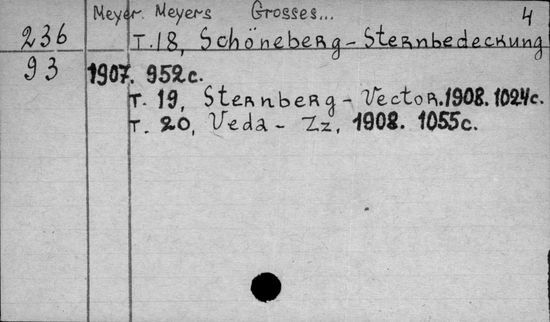 Meyer. Meyers Grosses... 4
236 T.18, Schöneberg-Sternbedeckung
93 1907. 952c.
T. 19, Sternberg-Vector. 1908. 1024c.
T. 20, Veda-Zz, 1908. 1055c.